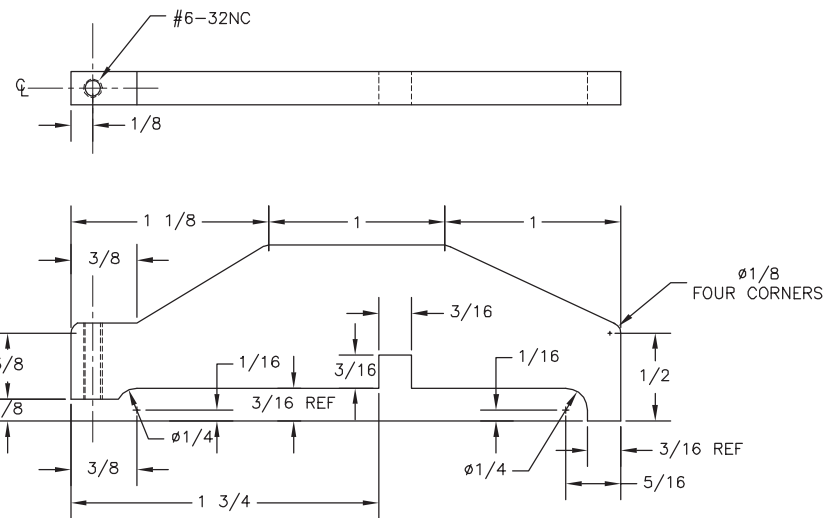 #6-32NC
℄
1/8
1 1/8
1
1
3/8
ø1/8
FOUR CORNERS
3/16
1/16
3/16
1/16
1/2
3/16 REF
ø1/4
3/8
ø1/4
3/16 REF
5/16
1 3/4